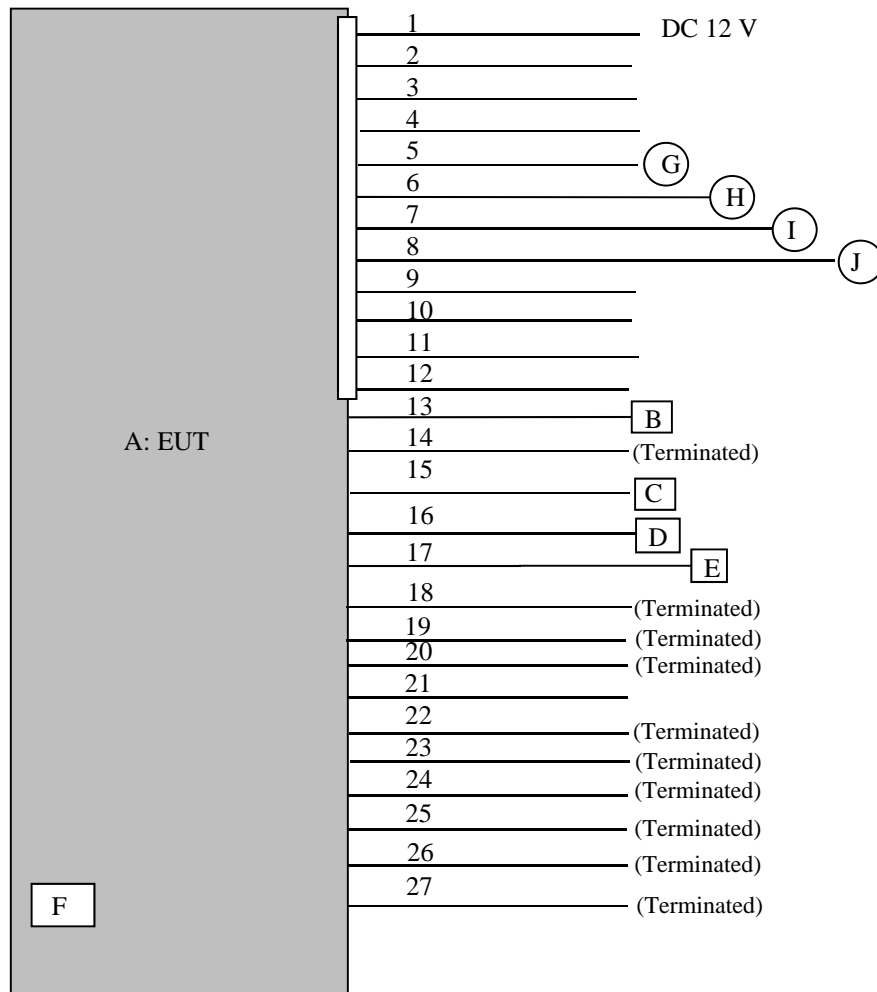 1 DC 12 V
2
3
4
5 G
6 H
7 I
8 J
9
10
11
12
13 B
A: EUT
14 (Terminated)
15 C
16 D
17 E
18 (Terminated)
19 (Terminated)
20 (Terminated)
21
22 (Terminated)
23 (Terminated)
24 (Terminated)
25 (Terminated)
26 (Terminated)
27 (Terminated)
F